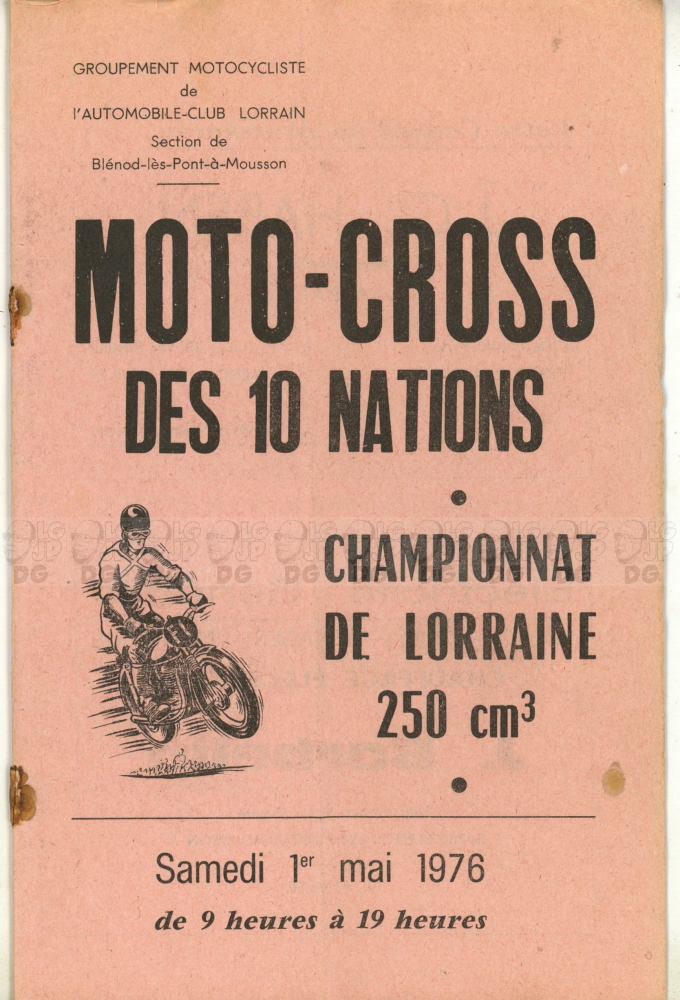 GROUPEMENT MOTOCYCLISTE
de
l'AUTOMOBILE-CLUB LORRAIN
Section de
Blénod-lès-Pont-à-Mousson
MOTO-CROSS
DES 10 NATIONS
CHAMPIONNAT
DE LORRAINE
250 cm³
Samedi 1er mai 1976
de 9 heures à 19 heures